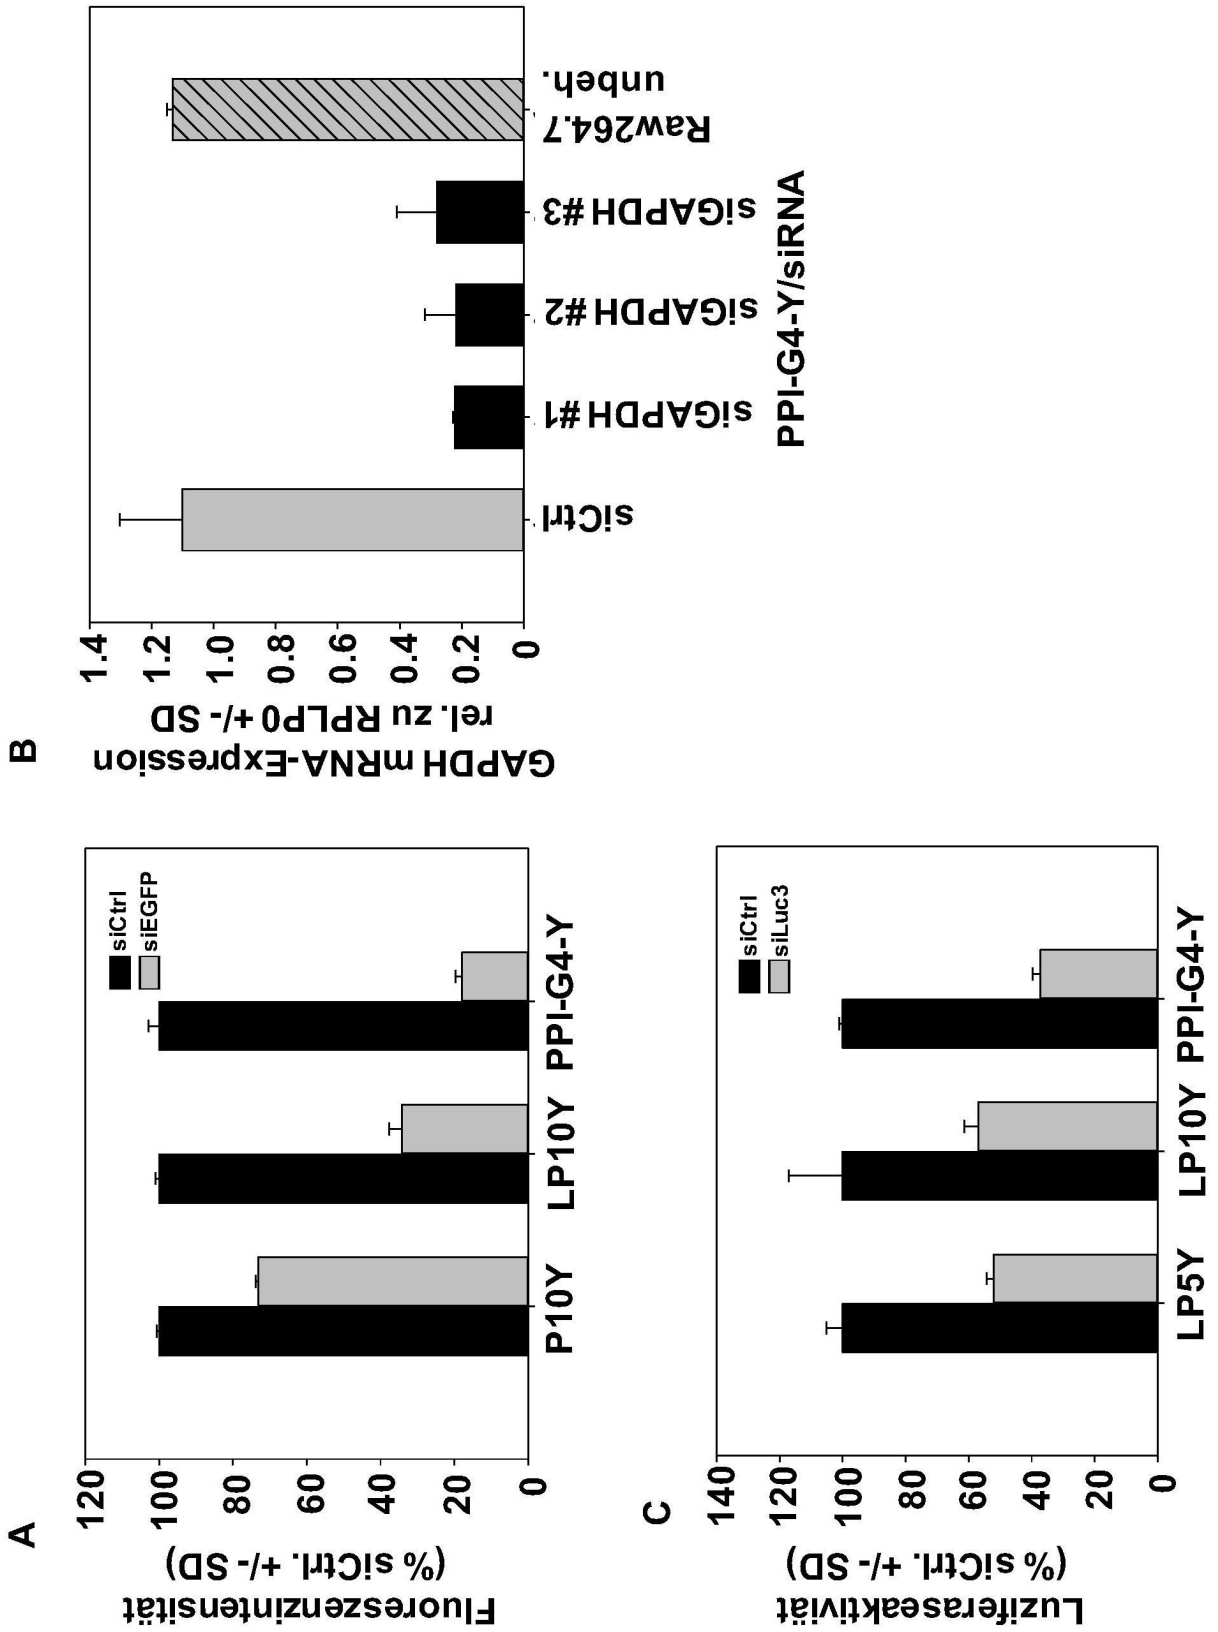 A
Fluoreszenzintensität
(% siCtrl. +/- SD)
120
100
80
60
40
20
0
siCtrl
siEGFP
P10Y
LP10Y
PPI-G4-Y
B
GAPDH mRNA-Expression
rel. zu RPLP0 +/- SD
1.4
1.2
1.0
0.8
0.6
0.4
0.2
0
siCtrl
siGAPDH #1
siGAPDH #2
siGAPDH #3
Raw264.7
unbeh.
PPI-G4-Y/siRNA
C
Luziferaseaktiviät
(% siCtrl. +/- SD)
140
120
100
80
60
40
20
0
siCtrl
siLuc3
LP5Y
LP10Y
PPI-G4-Y